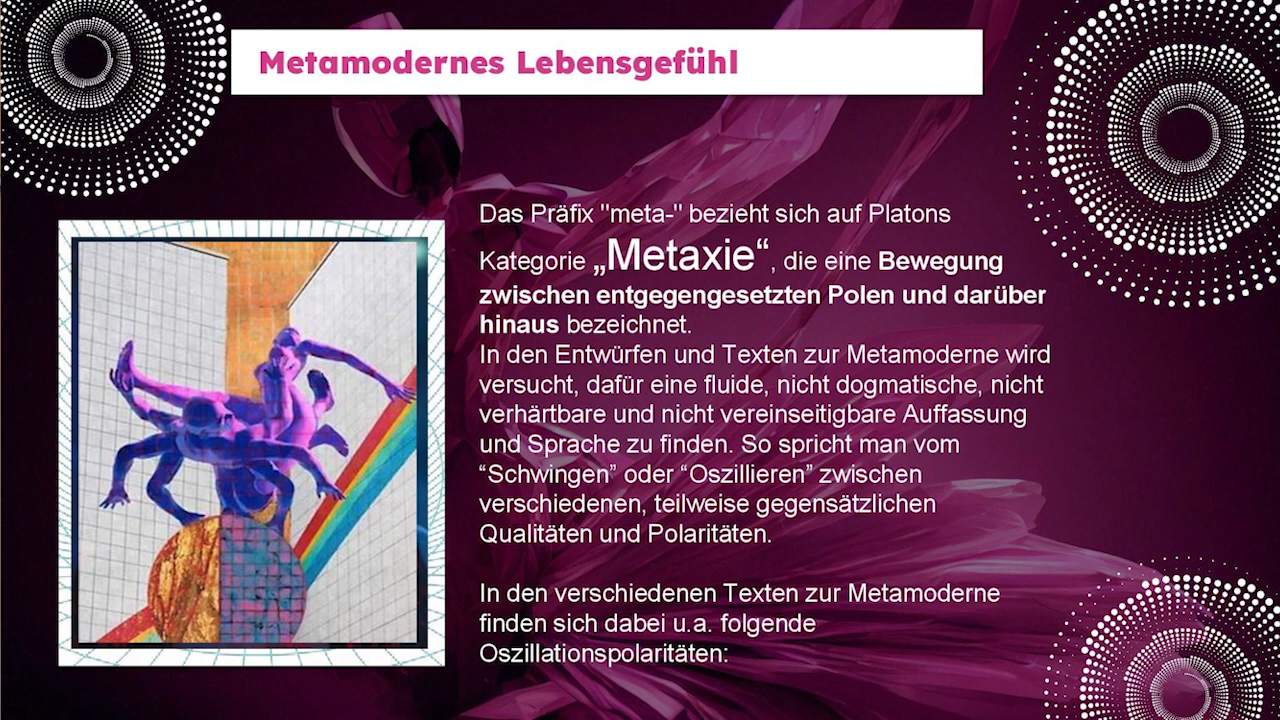 Metamodernes Lebensgefühl
Das Präfix "meta-" bezieht sich auf Platons
Kategorie „Metaxie“, die eine Bewegung
zwischen entgegengesetzten Polen und darüber
hinaus bezeichnet.
In den Entwürfen und Texten zur Metamoderne wird
versucht, dafür eine fluide, nicht dogmatische, nicht
verhärtbare und nicht vereinseitigbare Auffassung
und Sprache zu finden. So spricht man vom
“Schwingen” oder “Oszillieren” zwischen
verschiedenen, teilweise gegensätzlichen
Qualitäten und Polaritäten.
In den verschiedenen Texten zur Metamoderne
finden sich dabei u.a. folgende
Oszillationspolaritäten: